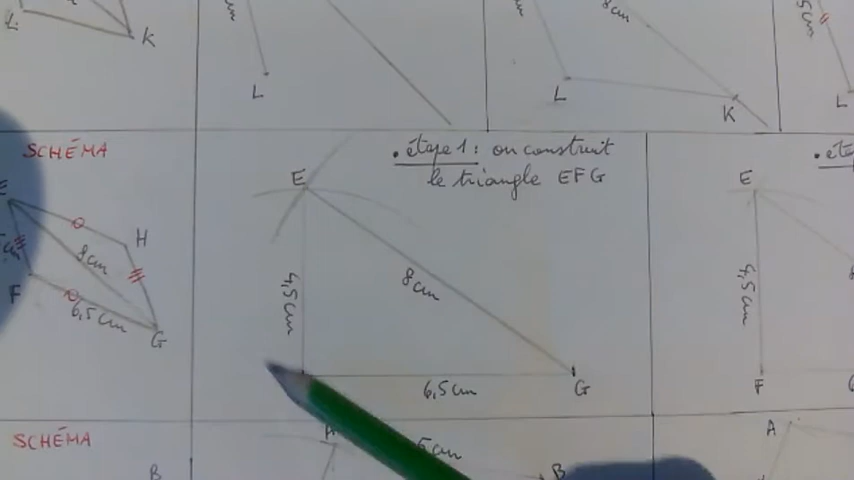 L
K
L
L
K
8cm
5cm
L
SCHÉMA
• étape 1 : on construit
le triangle EFG
E
H
8cm
F
6,5cm
G
E
4,5cm
8cm
6,5cm
G
E
4,5cm
F
SCHÉMA
B
A
B
A